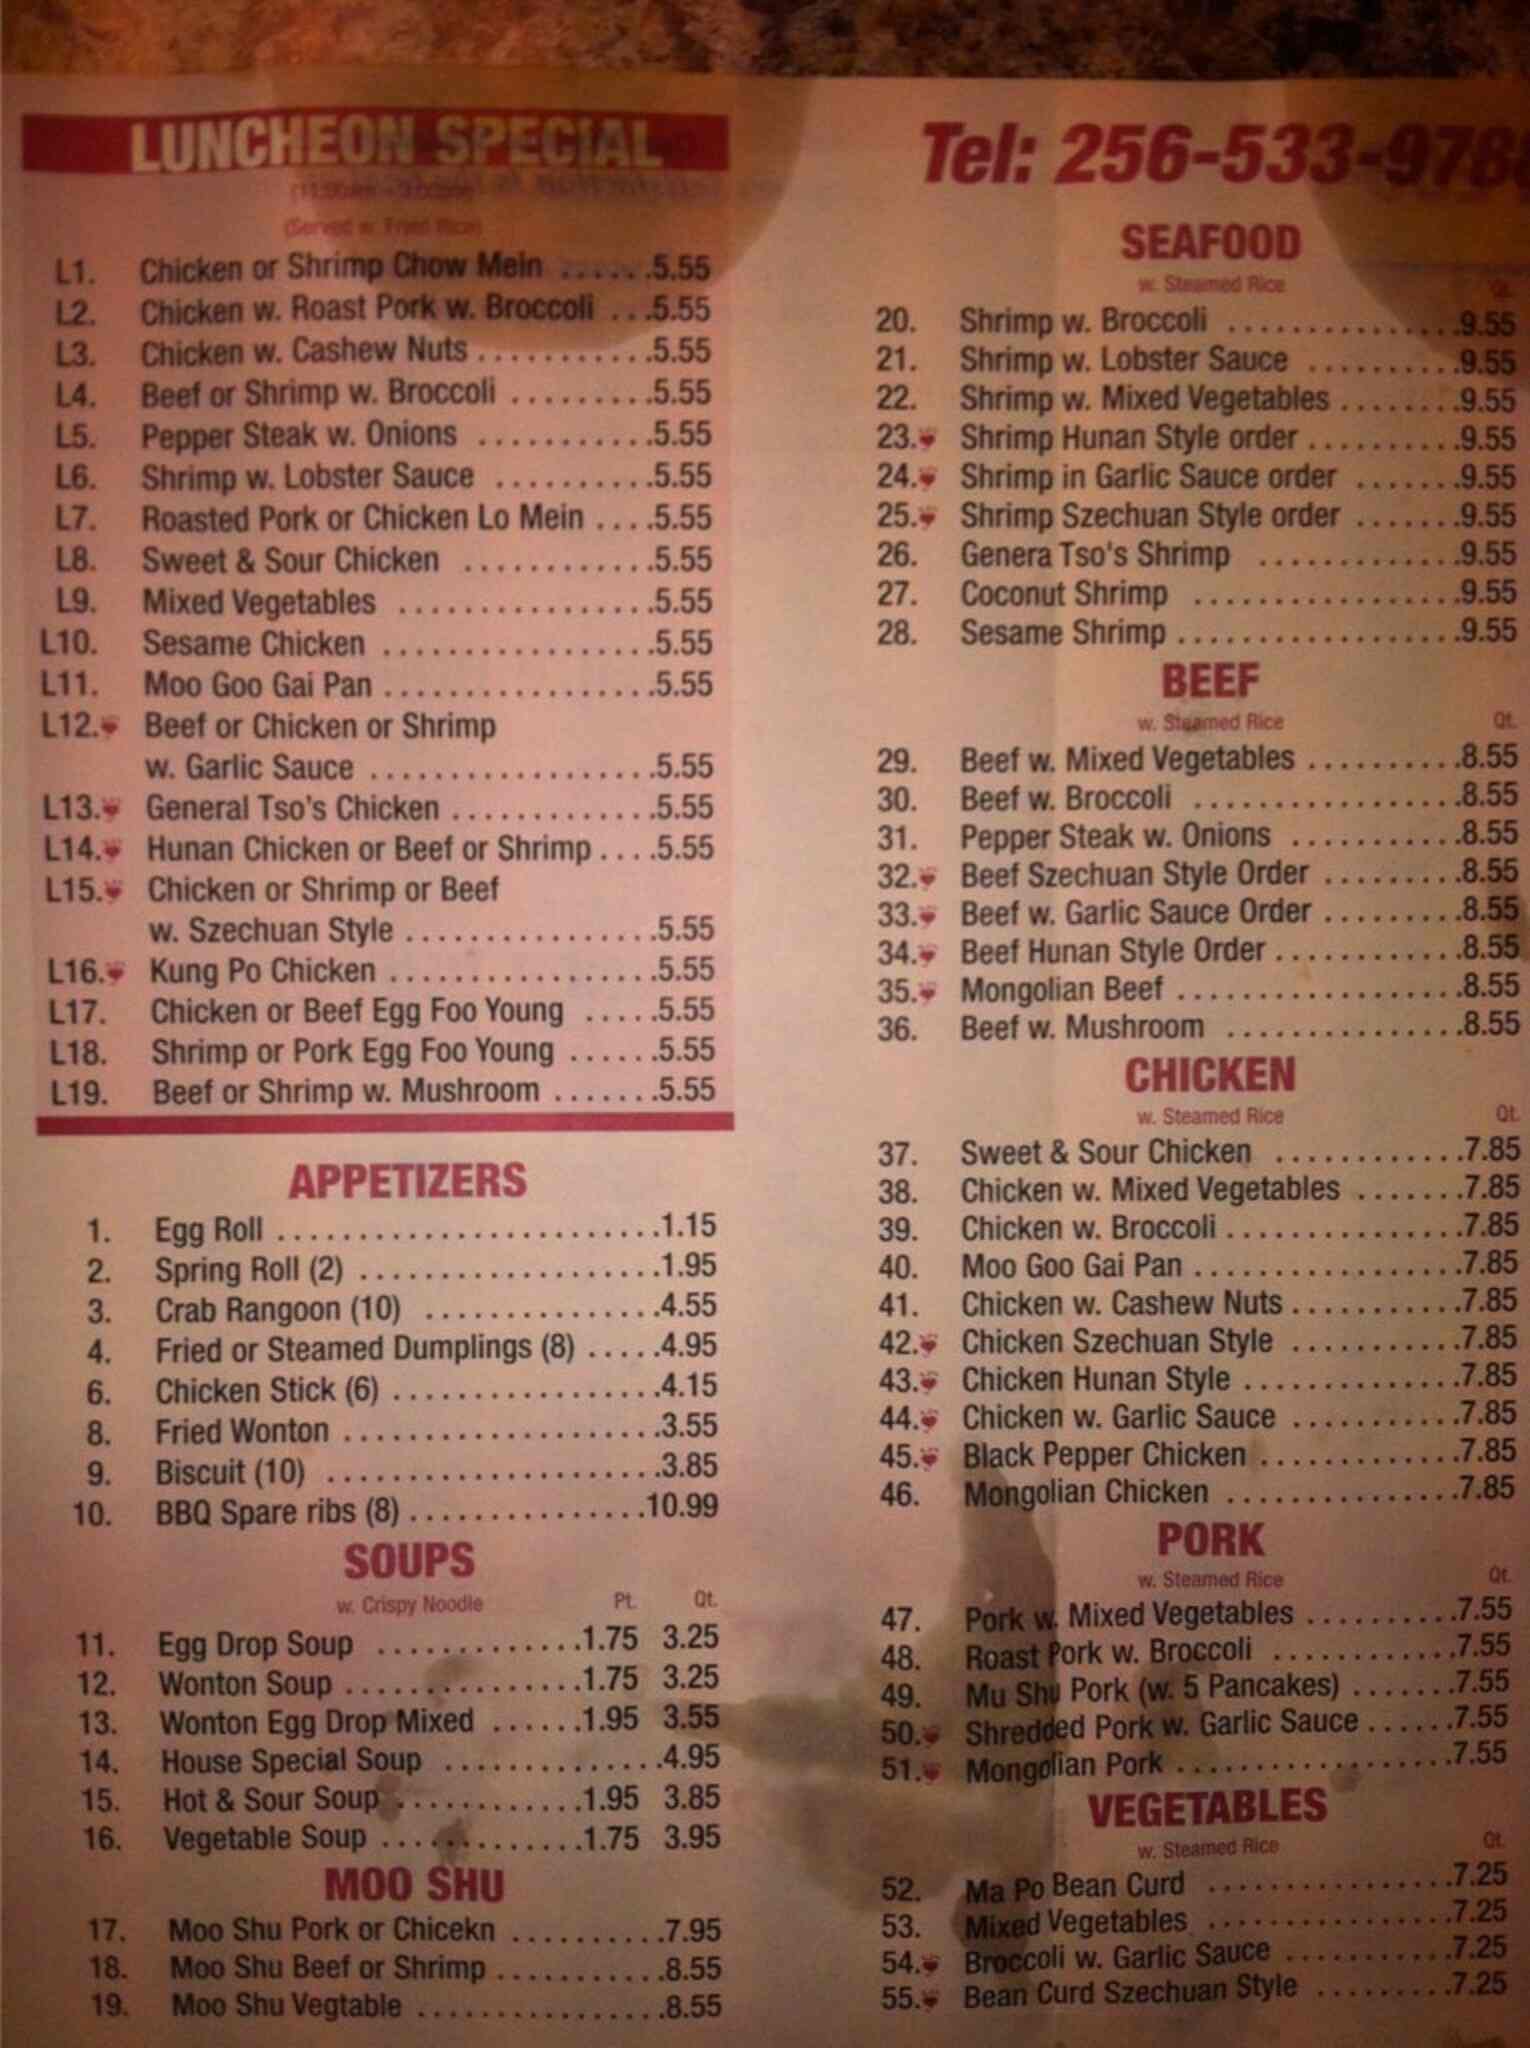 LUNCHEON SPECIAL
(Served w. Fried Rice)
L1. Chicken or Shrimp Chow Mein ......5.55
L2. Chicken w. Roast Pork w. Broccoli ...5.55
L3. Chicken w. Cashew Nuts...........5.55
L4. Beef or Shrimp w. Broccoli .........5.55
L5. Pepper Steak w. Onions ...........5.55
L6. Shrimp w. Lobster Sauce ..........5.55
L7. Roasted Pork or Chicken Lo Mein ....5.55
L8. Sweet & Sour Chicken ............5.55
L9. Mixed Vegetables ................5.55
L10. Sesame Chicken .................5.55
L11. Moo Goo Gai Pan .................5.55
L12. Beef or Chicken or Shrimp
w. Garlic Sauce ..................5.55
L13. General Tso's Chicken .............5.55
L14. Hunan Chicken or Beef or Shrimp ....5.55
L15. Chicken or Shrimp or Beef
w. Szechuan Style ................5.55
L16. Kung Po Chicken .................5.55
L17. Chicken or Beef Egg Foo Young .....5.55
L18. Shrimp or Pork Egg Foo Young ......5.55
L19. Beef or Shrimp w. Mushroom .......5.55
APPETIZERS
1. Egg Roll ........................1.15
2. Spring Roll (2) ...................1.95
3. Crab Rangoon (10) ...............4.55
4. Fried or Steamed Dumplings (8) .....4.95
6. Chicken Stick (6) .................4.15
8. Fried Wonton ....................3.55
9. Biscuit (10) .....................3.85
10. BBQ Spare ribs (8) ...............10.99
SOUPS
w. Crispy Noodle Pt. Qt.
11. Egg Drop Soup .............1.75 3.25
12. Wonton Soup ...............1.75 3.25
13. Wonton Egg Drop Mixed ......1.95 3.55
14. House Special Soup ..............4.95
15. Hot & Sour Soup ............1.95 3.85
16. Vegetable Soup .............1.75 3.95
MOO SHU
17. Moo Shu Pork or Chicekn ..........7.95
18. Moo Shu Beef or Shrimp ...........8.55
19. Moo Shu Vegtable ................8.55
Tel: 256-533-978
SEAFOOD
w. Steamed Rice Qt.
20. Shrimp w. Broccoli ...............9.55
21. Shrimp w. Lobster Sauce ..........9.55
22. Shrimp w. Mixed Vegetables ........9.55
23. Shrimp Hunan Style order ..........9.55
24. Shrimp in Garlic Sauce order .......9.55
25. Shrimp Szechuan Style order .......9.55
26. Genera Tso's Shrimp .............9.55
27. Coconut Shrimp .................9.55
28. Sesame Shrimp ..................9.55
BEEF
w. Steamed Rice Qt.
29. Beef w. Mixed Vegetables ..........8.55
30. Beef w. Broccoli .................8.55
31. Pepper Steak w. Onions ...........8.55
32. Beef Szechuan Style Order .........8.55
33. Beef w. Garlic Sauce Order .........8.55
34. Beef Hunan Style Order ............8.55
35. Mongolian Beef ..................8.55
36. Beef w. Mushroom ...............8.55
CHICKEN
w. Steamed Rice Qt.
37. Sweet & Sour Chicken ............7.85
38. Chicken w. Mixed Vegetables .......7.85
39. Chicken w. Broccoli ...............7.85
40. Moo Goo Gai Pan .................7.85
41. Chicken w. Cashew Nuts ...........7.85
42. Chicken Szechuan Style ...........7.85
43. Chicken Hunan Style ..............7.85
44. Chicken w. Garlic Sauce ...........7.85
45. Black Pepper Chicken .............7.85
46. Mongolian Chicken ...............7.85
PORK
w. Steamed Rice Qt.
47. Pork w. Mixed Vegetables ..........7.55
48. Roast Pork w. Broccoli ............7.55
49. Mu Shu Pork (w. 5 Pancakes) .......7.55
50. Shredded Pork w. Garlic Sauce ......7.55
51. Mongolian Pork ..................7.55
VEGETABLES
w. Steamed Rice Qt.
52. Ma Po Bean Curd ................7.25
53. Mixed Vegetables ................7.25
54. Broccoli w. Garlic Sauce ...........7.25
55. Bean Curd Szechuan Style .........7.25